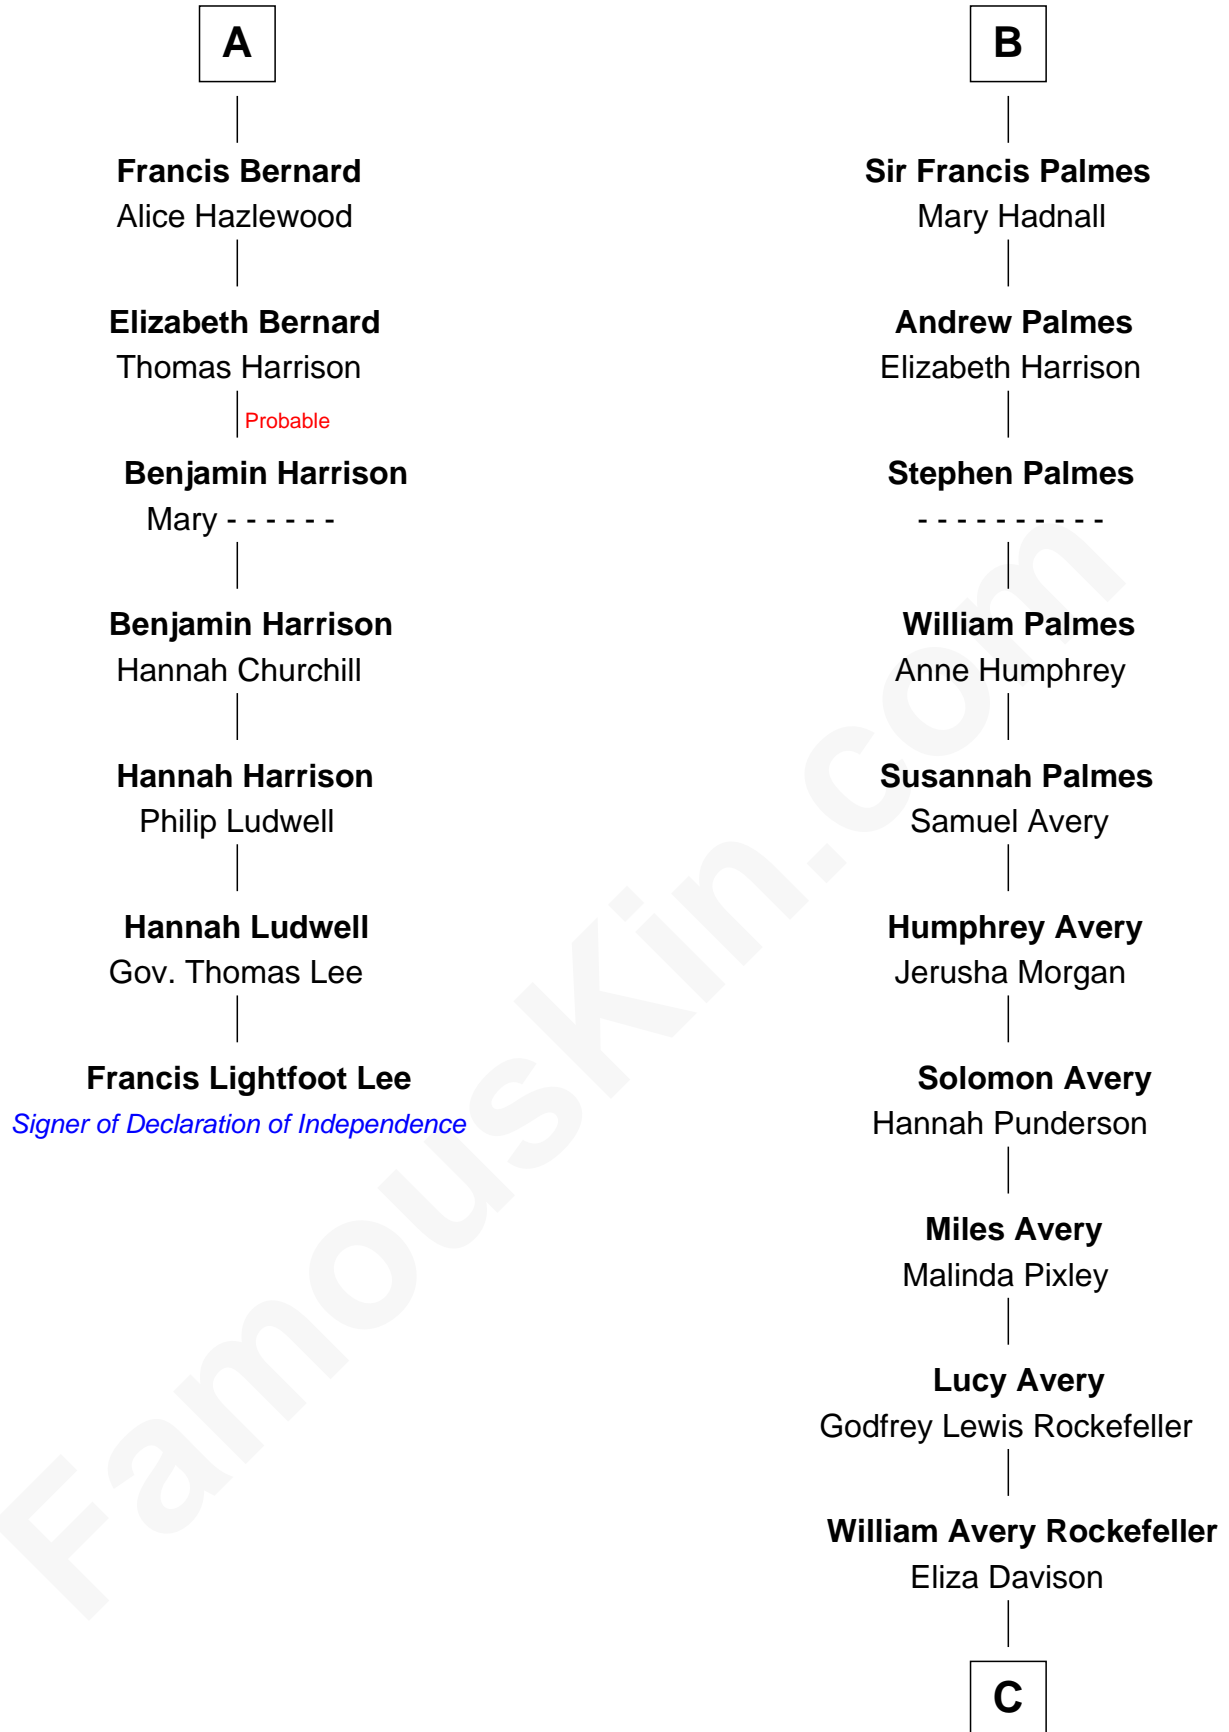 A
Francis Bernard
Alice Hazlewood
Elizabeth Bernard
Thomas Harrison
Probable
Benjamin Harrison
Mary - - - - - -
Benjamin Harrison
Hannah Churchill
Hannah Harrison
Philip Ludwell
Hannah Ludwell
Gov. Thomas Lee
Francis Lightfoot Lee
Signer of Declaration of Independence
B
Sir Francis Palmes
Mary Hadnall
Andrew Palmes
Elizabeth Harrison
Stephen Palmes
- - - - - - - - - -
William Palmes
Anne Humphrey
Susannah Palmes
Samuel Avery
Humphrey Avery
Jerusha Morgan
Solomon Avery
Hannah Punderson
Miles Avery
Malinda Pixley
Lucy Avery
Godfrey Lewis Rockefeller
William Avery Rockefeller
Eliza Davison
C
FamousKin.com